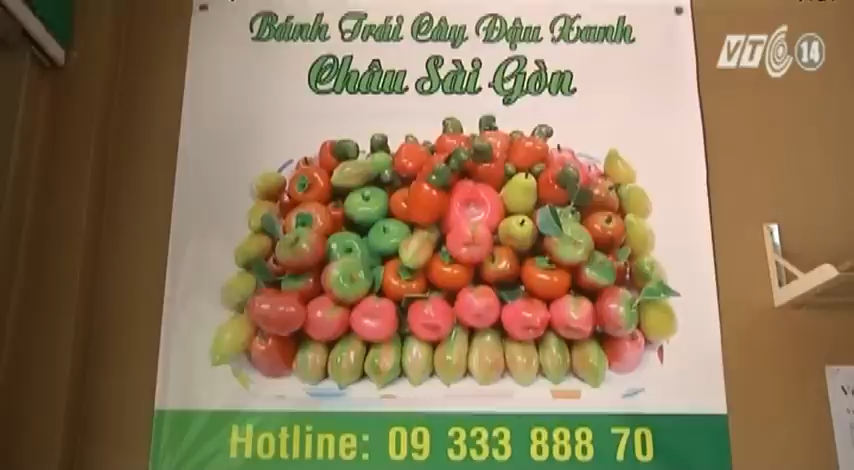 Bánh Trái Cây Đậu Xanh
VTC 14
Châu Sài Gòn
Hotline: 09 333 888 70